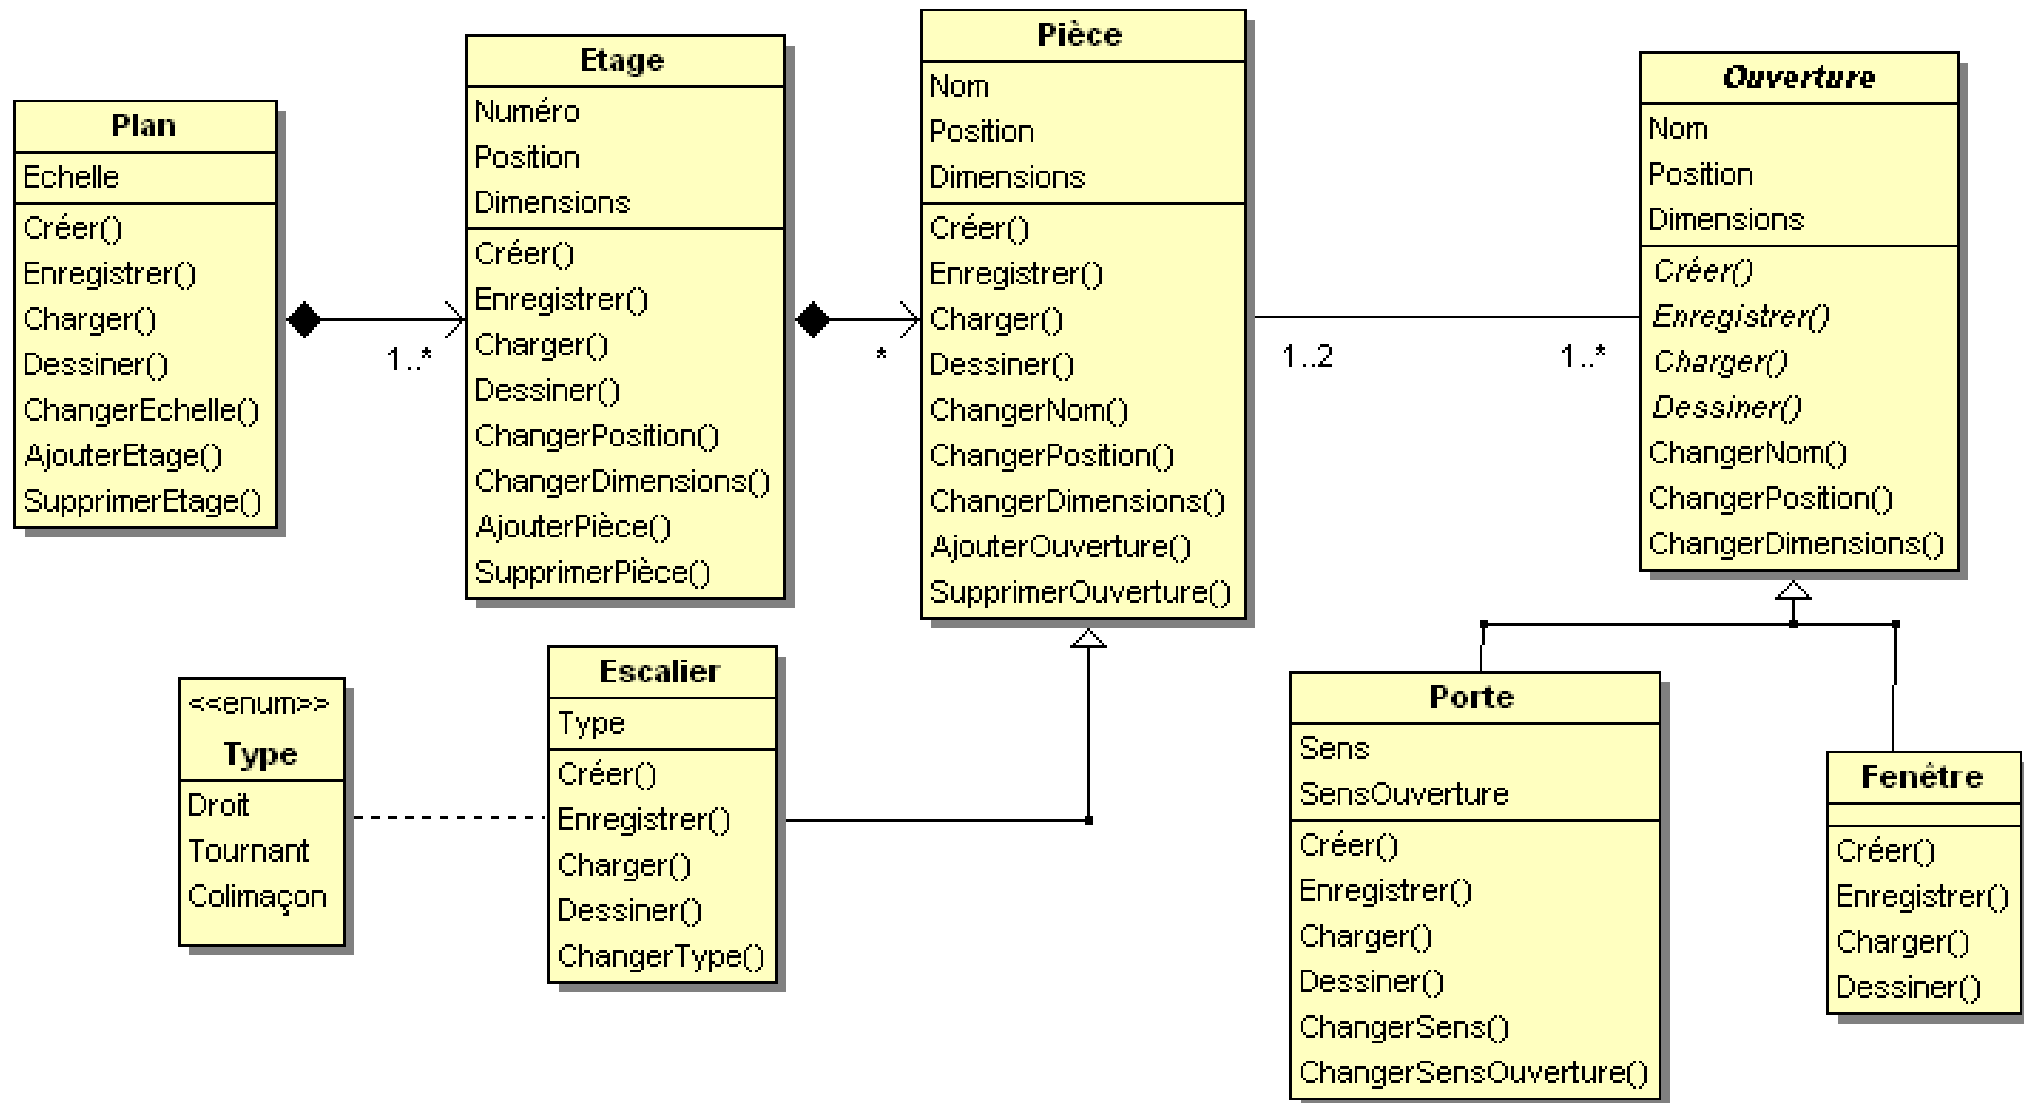 Plan
Echelle
Créer()
Enregistrer()
Charger()
Dessiner()
ChangerEchelle()
AjouterEtage()
SupprimerEtage()
1..*
Etage
Numéro
Position
Dimensions
Créer()
Enregistrer()
Charger()
Dessiner()
ChangerPosition()
ChangerDimensions()
AjouterPièce()
SupprimerPièce()
*
Pièce
Nom
Position
Dimensions
Créer()
Enregistrer()
Charger()
Dessiner()
ChangerNom()
ChangerPosition()
ChangerDimensions()
AjouterOuverture()
SupprimerOuverture()
1..2
1..*
Ouverture
Nom
Position
Dimensions
Créer()
Enregistrer()
Charger()
Dessiner()
ChangerNom()
ChangerPosition()
ChangerDimensions()
<<enum>>
Type
Droit
Tournant
Colimaçon
Escalier
Type
Créer()
Enregistrer()
Charger()
Dessiner()
ChangerType()
Porte
Sens
SensOuverture
Créer()
Enregistrer()
Charger()
Dessiner()
ChangerSens()
ChangerSensOuverture()
Fenêtre
Créer()
Enregistrer()
Charger()
Dessiner()